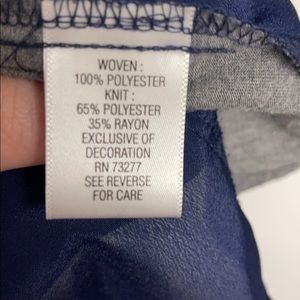 WOVEN :
100% POLYESTER
KNIT :
65% POLYESTER
35% RAYON
EXCLUSIVE OF
DECORATION
RN 73277
SEE REVERSE
FOR CARE